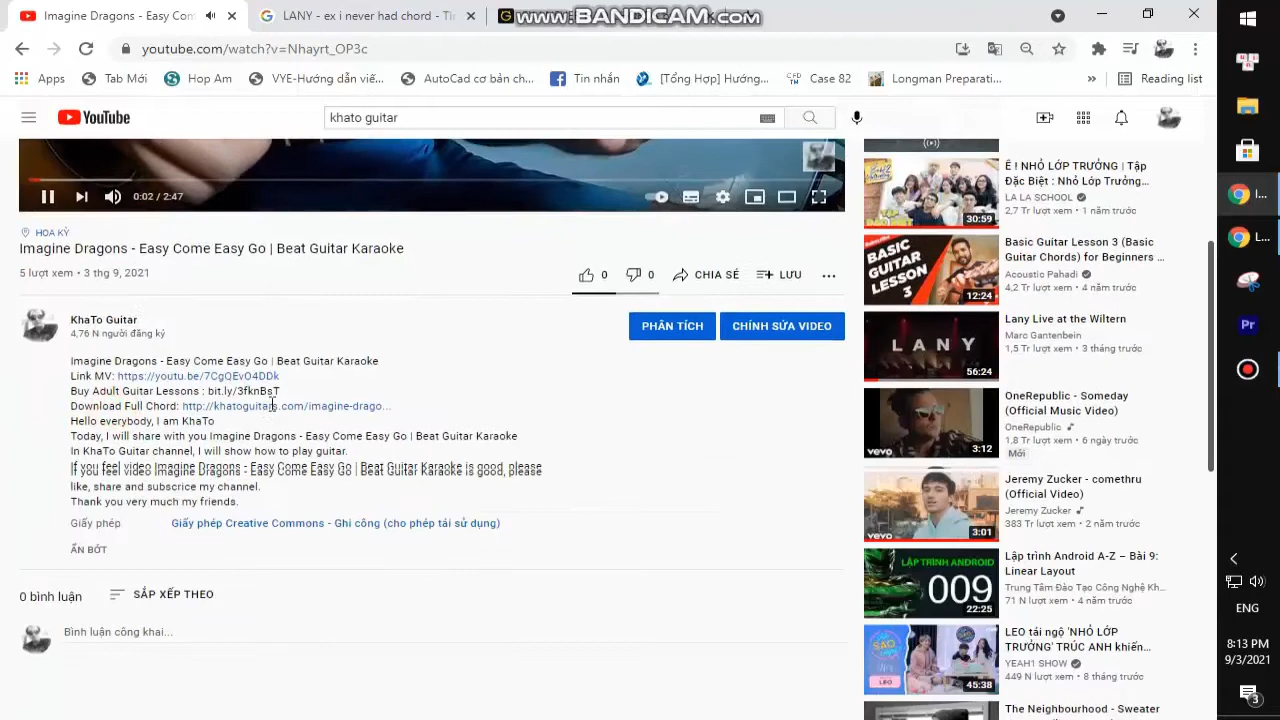 Imagine Dragons - Easy Com
LANY - ex i never had chord - Th
www.BANDICAM.com
youtube.com/watch?v=Nhayrt_OP3c
Apps
Tab Mới
Hop Am
VYE-Hướng dẫn viế...
AutoCad cơ bản ch...
Tin nhắn
[Tổng Hợp] Hướng...
Case 82
Longman Preparati...
»
Reading list
YouTube
khato guitar
0:02 / 2:47
HOA KỲ
Imagine Dragons - Easy Come Easy Go | Beat Guitar Karaoke
5 lượt xem • 3 thg 9, 2021
0
0
CHIA SẺ
LƯU
KhaTo Guitar
4,76 N người đăng ký
PHÂN TÍCH
CHỈNH SỬA VIDEO
Imagine Dragons - Easy Come Easy Go | Beat Guitar Karaoke
Link MV: https://youtu.be/7CgQEvO4DDk
Buy Adult Guitar Lessons : bit.ly/3fknBsT
Download Full Chord: http://khatoguitars.com/imagine-drago...
Hello everybody, I am KhaTo
Today, I will share with you Imagine Dragons - Easy Come Easy Go | Beat Guitar Karaoke
In KhaTo Guitar channel, I will show how to play guitar.
If you feel video Imagine Dragons - Easy Come Easy Go | Beat Guitar Karaoke is good, please
like, share and subscrice my channel.
Thank you very much my friends.
Giấy phép
Giấy phép Creative Commons - Ghi công (cho phép tái sử dụng)
ẨN BỚT
0 bình luận
SẮP XẾP THEO
Bình luận công khai...
30:59
Ê ! NHỎ LỚP TRƯỞNG | Tập
Đặc Biệt : Nhỏ Lớp Trưởng...
LA LA SCHOOL
2,7 Tr lượt xem • 1 năm trước
BASIC
GUITAR
LESSON
3
12:24
Basic Guitar Lesson 3 (Basic
Guitar Chords) for Beginners ...
Acoustic Pahadi
4,2 Tr lượt xem • 4 năm trước
LANY
56:24
Lany Live at the Wiltern
Marc Gantenbein
1,5 Tr lượt xem • 3 tháng trước
vevo
3:12
OneRepublic - Someday
(Official Music Video)
OneRepublic
1,8 Tr lượt xem • 6 ngày trước
Mới
vevo
3:01
Jeremy Zucker - comethru
(Official Video)
Jeremy Zucker
383 Tr lượt xem • 2 năm trước
LẬP TRÌNH ANDROID
009
22:25
Lập trình Android A-Z – Bài 9:
Linear Layout
Trung Tâm Đào Tạo Công Nghệ Kh...
71 N lượt xem • 4 năm trước
LEO
45:38
LEO tái ngộ 'NHỎ LỚP
TRƯỞNG' TRÚC ANH khiến...
YEAH1 SHOW
449 N lượt xem • 8 tháng trước
The Neighbourhood - Sweater
I...
L...
Pr
ENG
8:13 PM
9/3/2021
3